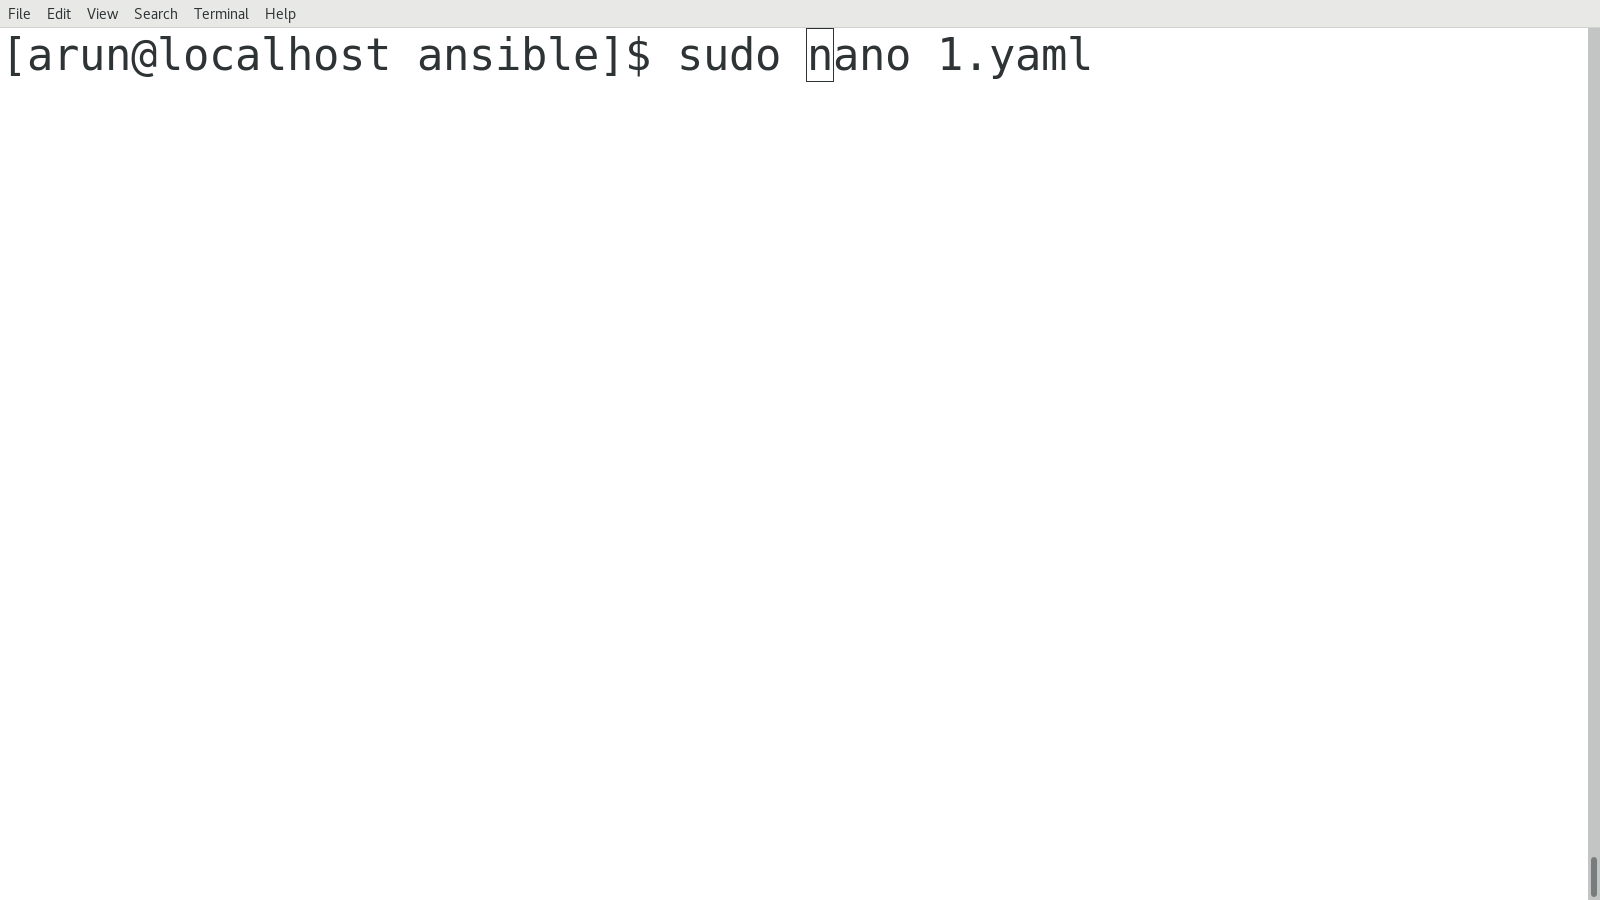 File Edit View Search Terminal Help
[arun@localhost ansible]$ sudo nano 1.yaml